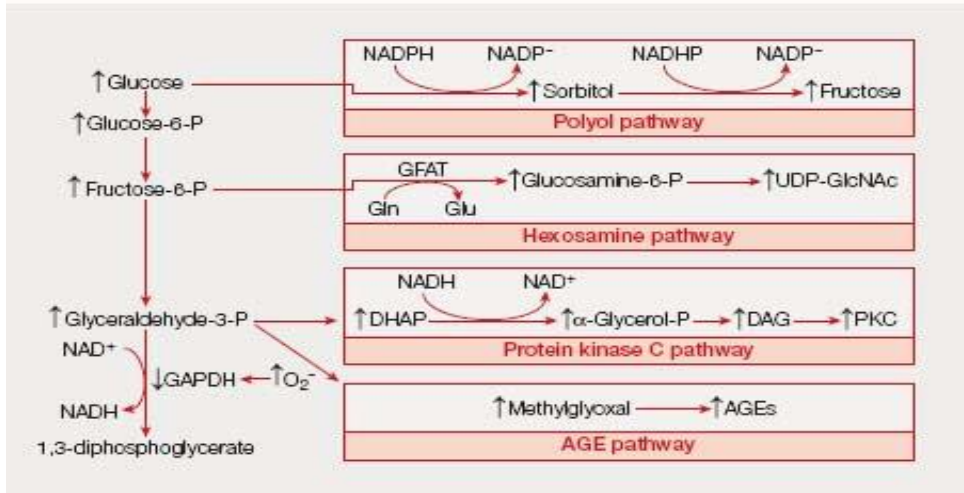 NADPH NADP⁻ NADHP NADP⁻
↑Glucose ↑Sorbitol ↑Fructose
Polyol pathway
↑Glucose-6-P
GFAT
↑Fructose-6-P ↑Glucosamine-6-P ↑UDP-GlcNAc
Gln Glu
Hexosamine pathway
NADH NAD⁺
↑Glyceraldehyde-3-P ↑DHAP ↑α-Glycerol-P ↑DAG ↑PKC
Protein kinase C pathway
NAD⁺
↓GAPDH ↑O₂⁻
NADH
↑Methylglyoxal ↑AGEs
1,3-diphosphoglycerate
AGE pathway